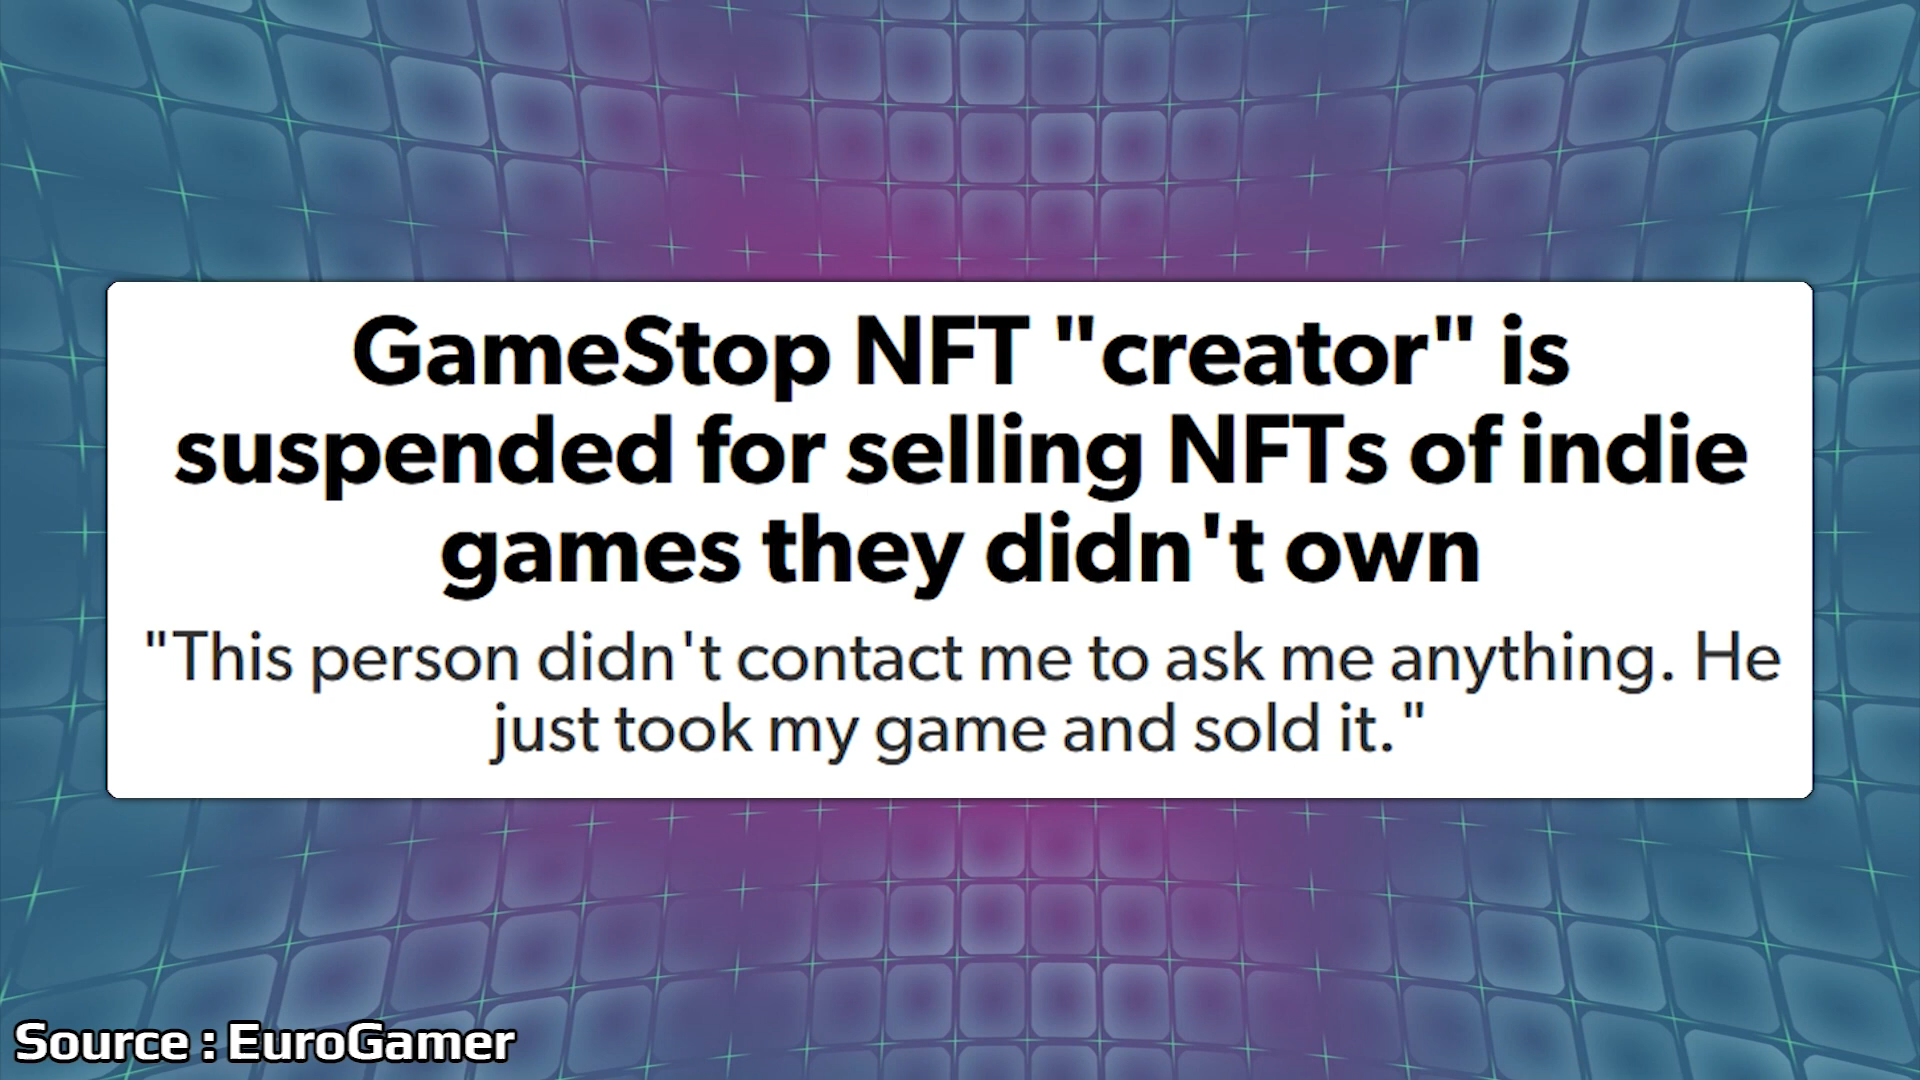 GameStop NFT "creator" is
suspended for selling NFTs of indie
games they didn't own
"This person didn't contact me to ask me anything. He
just took my game and sold it."
Source : EuroGamer